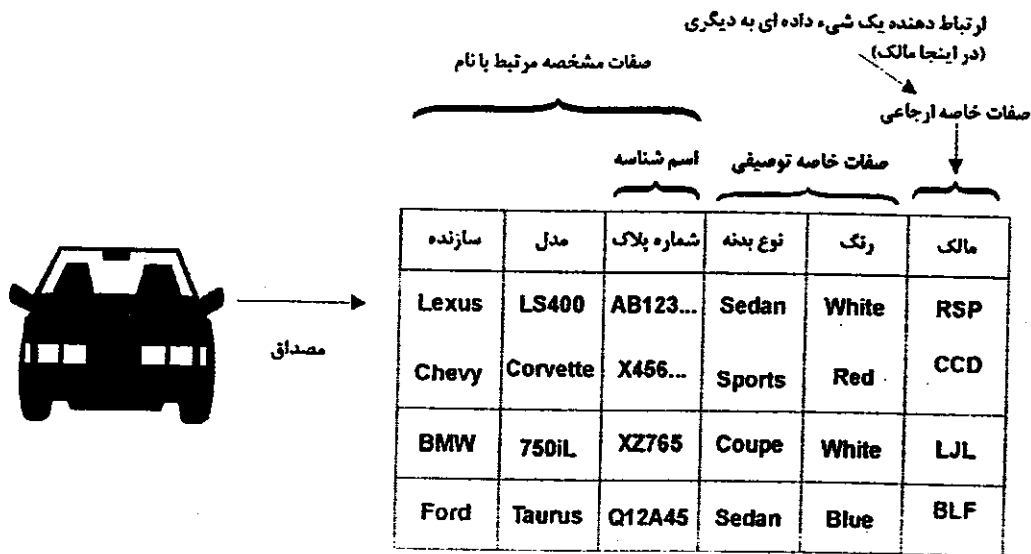 ارتباط دهنده یک شیء داده ای به دیگری
(در اینجا مالک)
صفات مشخصه مرتبط با نام
صفات خاصه ارجاعی
اسم شناسه
صفات خاصه توصیفی
سازنده مدل شماره پلاک نوع بدنه رنگ مالک
Lexus LS400 AB123... Sedan White RSP
مصداق
Chevy Corvette X456... Sports Red CCD
BMW 750iL XZ765 Coupe White LJL
Ford Taurus Q12A45 Sedan Blue BLF